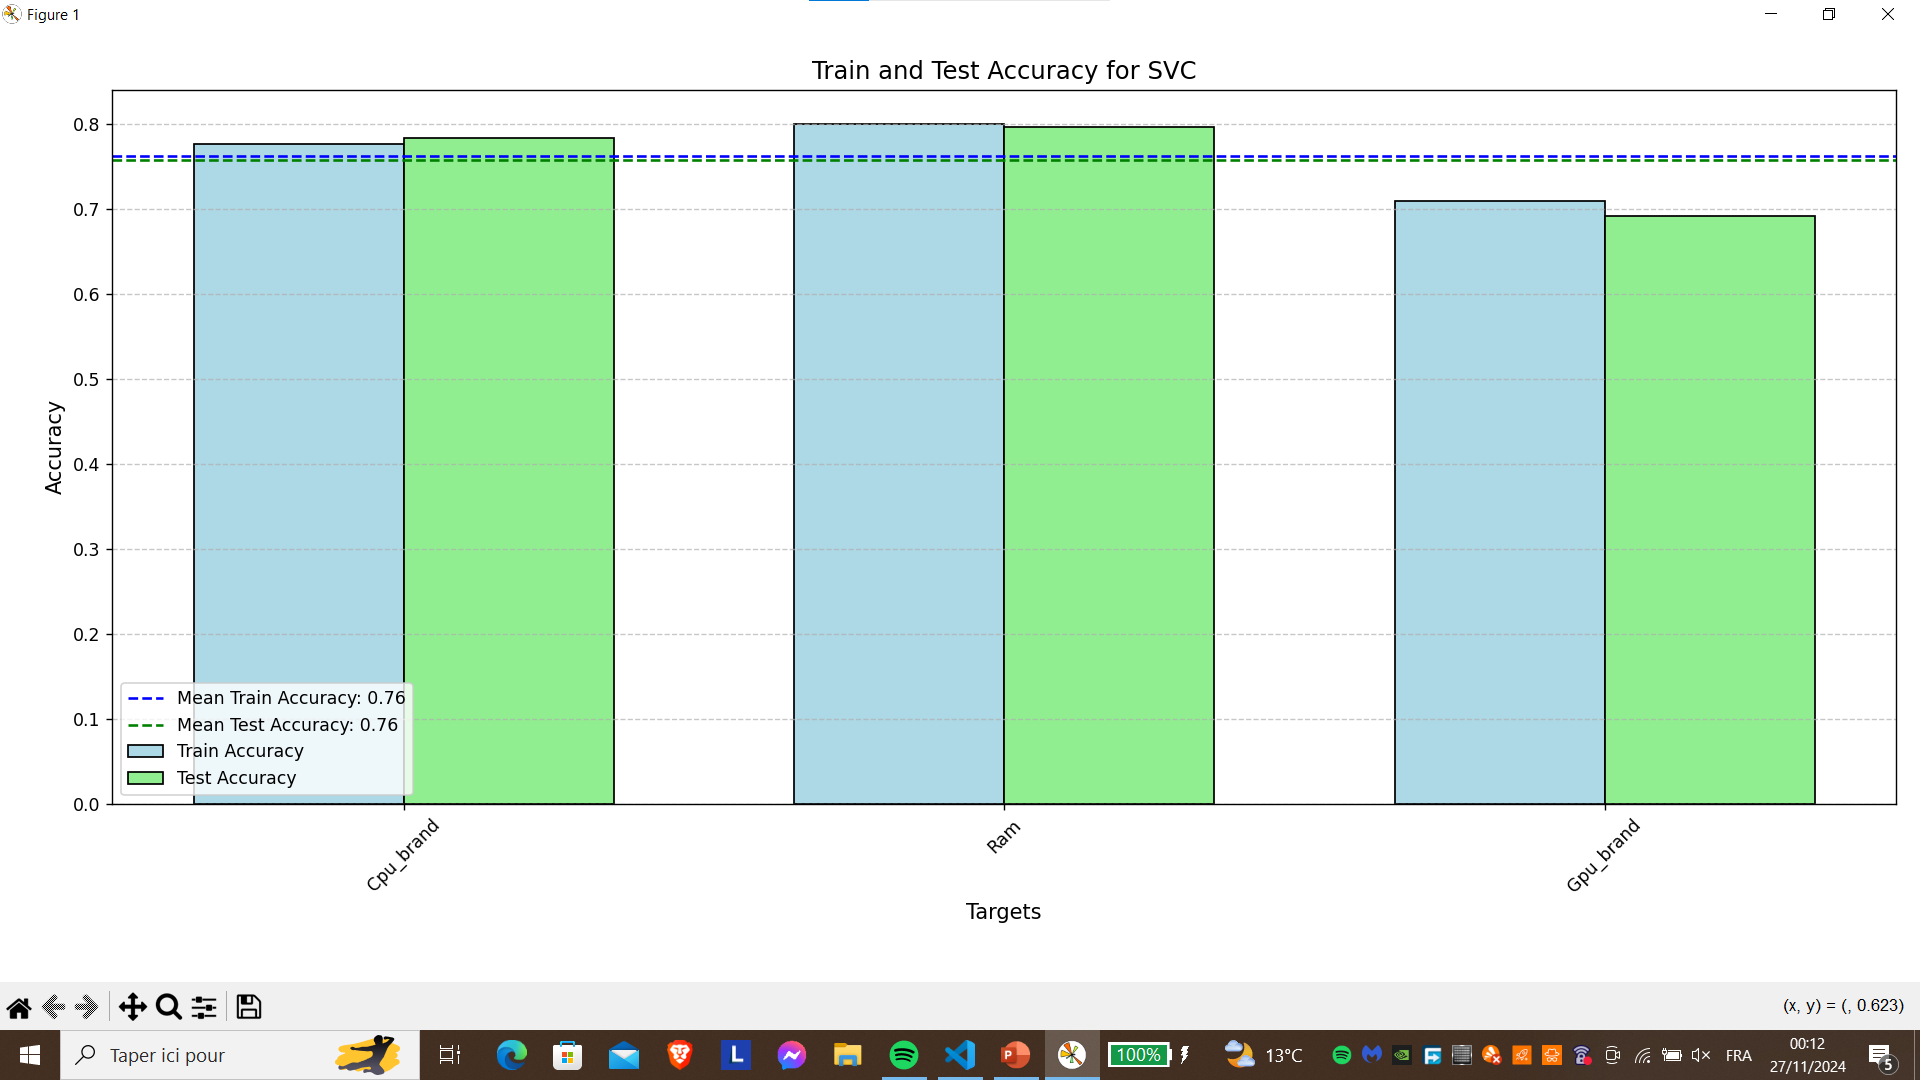 Figure 1
Train and Test Accuracy for SVC
0.8
0.7
0.6
0.5
0.4
0.3
0.2
0.1
0.0
Accuracy
Mean Train Accuracy: 0.76
Mean Test Accuracy: 0.76
Train Accuracy
Test Accuracy
Cpu_brand
Ram
Gpu_brand
Targets
(x, y) = (, 0.623)
Taper ici pour
L
P
100%
13°C
FRA
00:12
27/11/2024
5